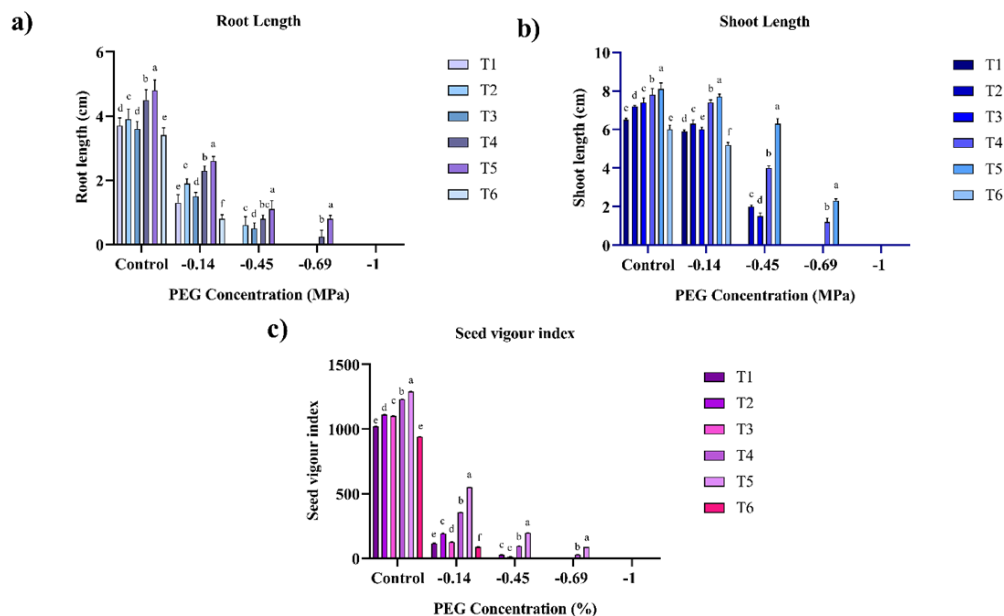 a)
Root Length
6
4
2
0
Root length (cm)
d c d b a e
e c d b a f
c d bc a
b a
Control -0.14 -0.45 -0.69 -1
PEG Concentration (MPa)
T1
T2
T3
T4
T5
T6
b)
Shoot Length
10
8
6
4
2
0
Shoot length (cm)
c d c b a e
d c e b a f
c d b a
b a
Control -0.14 -0.45 -0.69 -1
PEG Concentration (MPa)
T1
T2
T3
T4
T5
T6
c)
Seed vigour index
1500
1000
500
0
Seed vigour index
e d c b a e
e c d b a f
c c b a
b a
Control -0.14 -0.45 -0.69 -1
PEG Concentration (%)
T1
T2
T3
T4
T5
T6